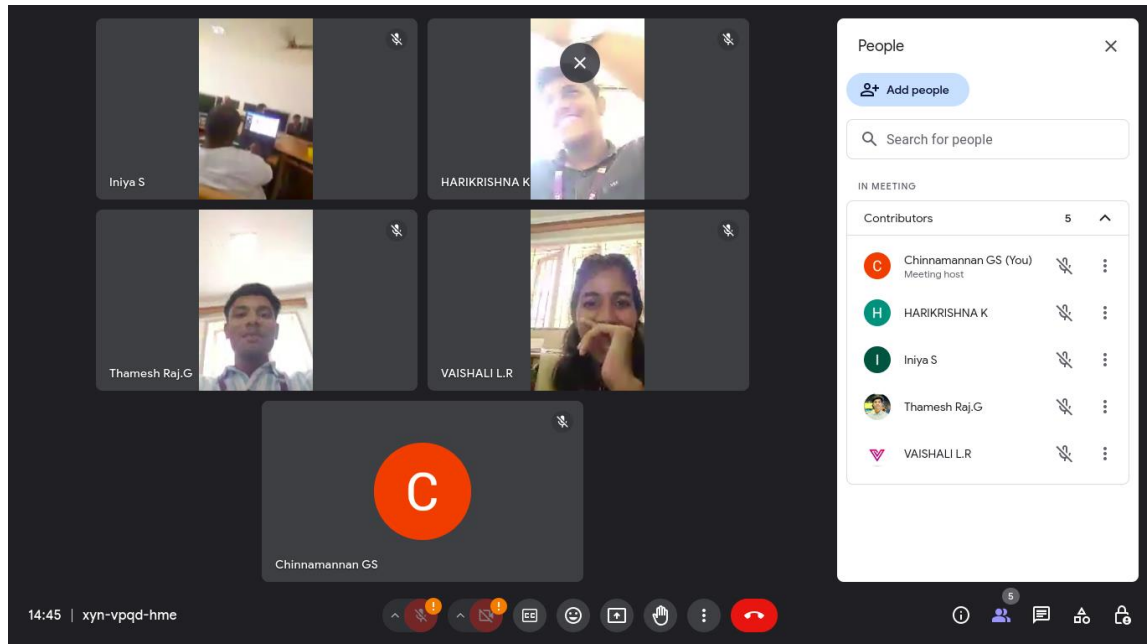 Iniya S
HARIKRISHNA K
Thamesh Raj.G
VAISHALI L.R
C
Chinnamannan GS
14:45 | xyn-vpqd-hme
CC
5
People
Add people
Search for people
IN MEETING
Contributors 5
C Chinnamannan GS (You)
Meeting host
H HARIKRISHNA K
I Iniya S
Thamesh Raj.G
VAISHALI L.R